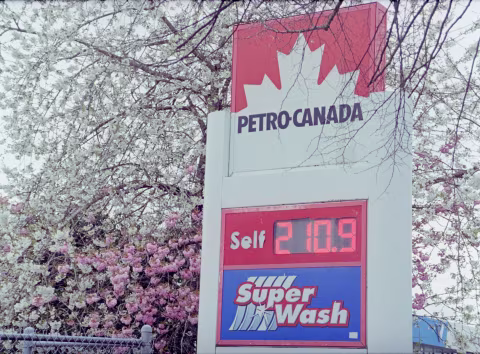 PETRO-CANADA
Self 210.9
Super
Wash